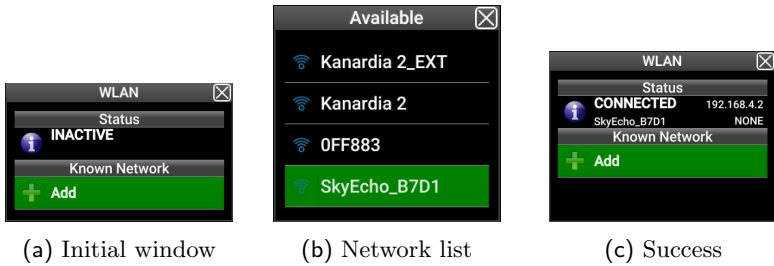 WLAN
Status
INACTIVE
Known Network
Add
(a) Initial window
Available
Kanardia 2_EXT
Kanardia 2
0FF883
SkyEcho_B7D1
(b) Network list
WLAN
Status
CONNECTED 192.168.4.2
SkyEcho_B7D1 NONE
Known Network
Add
(c) Success